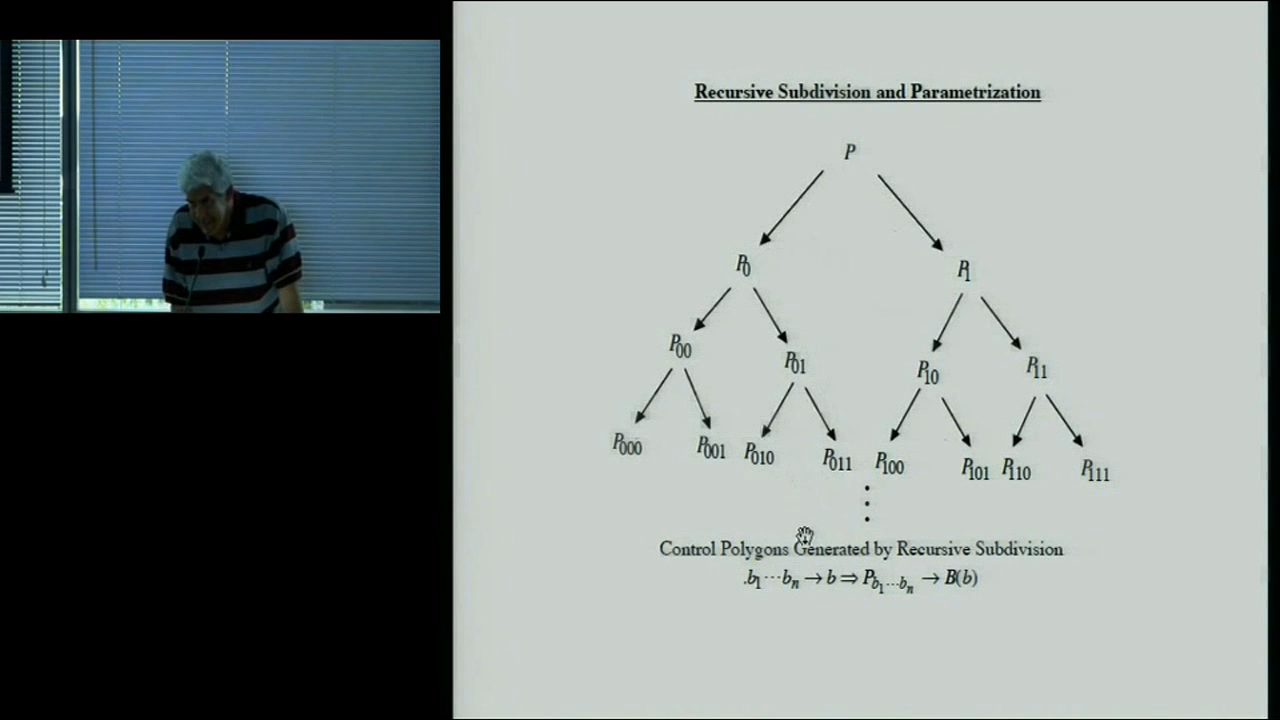 Recursive Subdivision and Parametrization
P
P₀ P₁
P₀₀ P₀₁ P₁₀ P₁₁
P₀₀₀ P₀₀₁ P₀₁₀ P₀₁₁ P₁₀₀ P₁₀₁ P₁₁₀ P₁₁₁
⋮
Control Polygons Generated by Recursive Subdivision
.b₁⋯bₙ → b ⇒ P_{b₁⋯bₙ} → B(b)